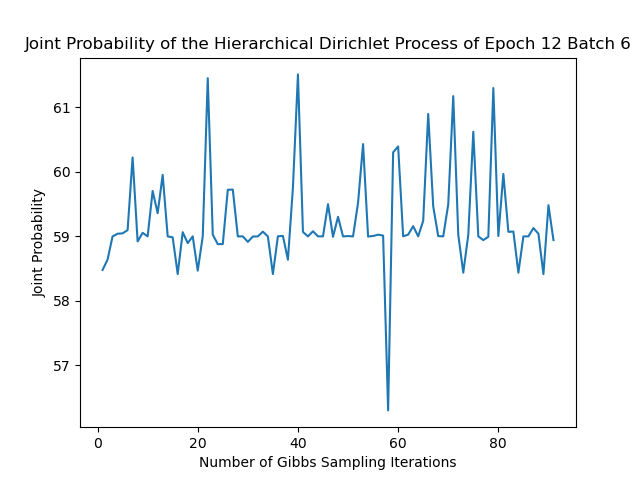 Joint Probability of the Hierarchical Dirichlet Process of Epoch 12 Batch 6
61
60
59
58
57
Joint Probability
0 20 40 60 80
Number of Gibbs Sampling Iterations